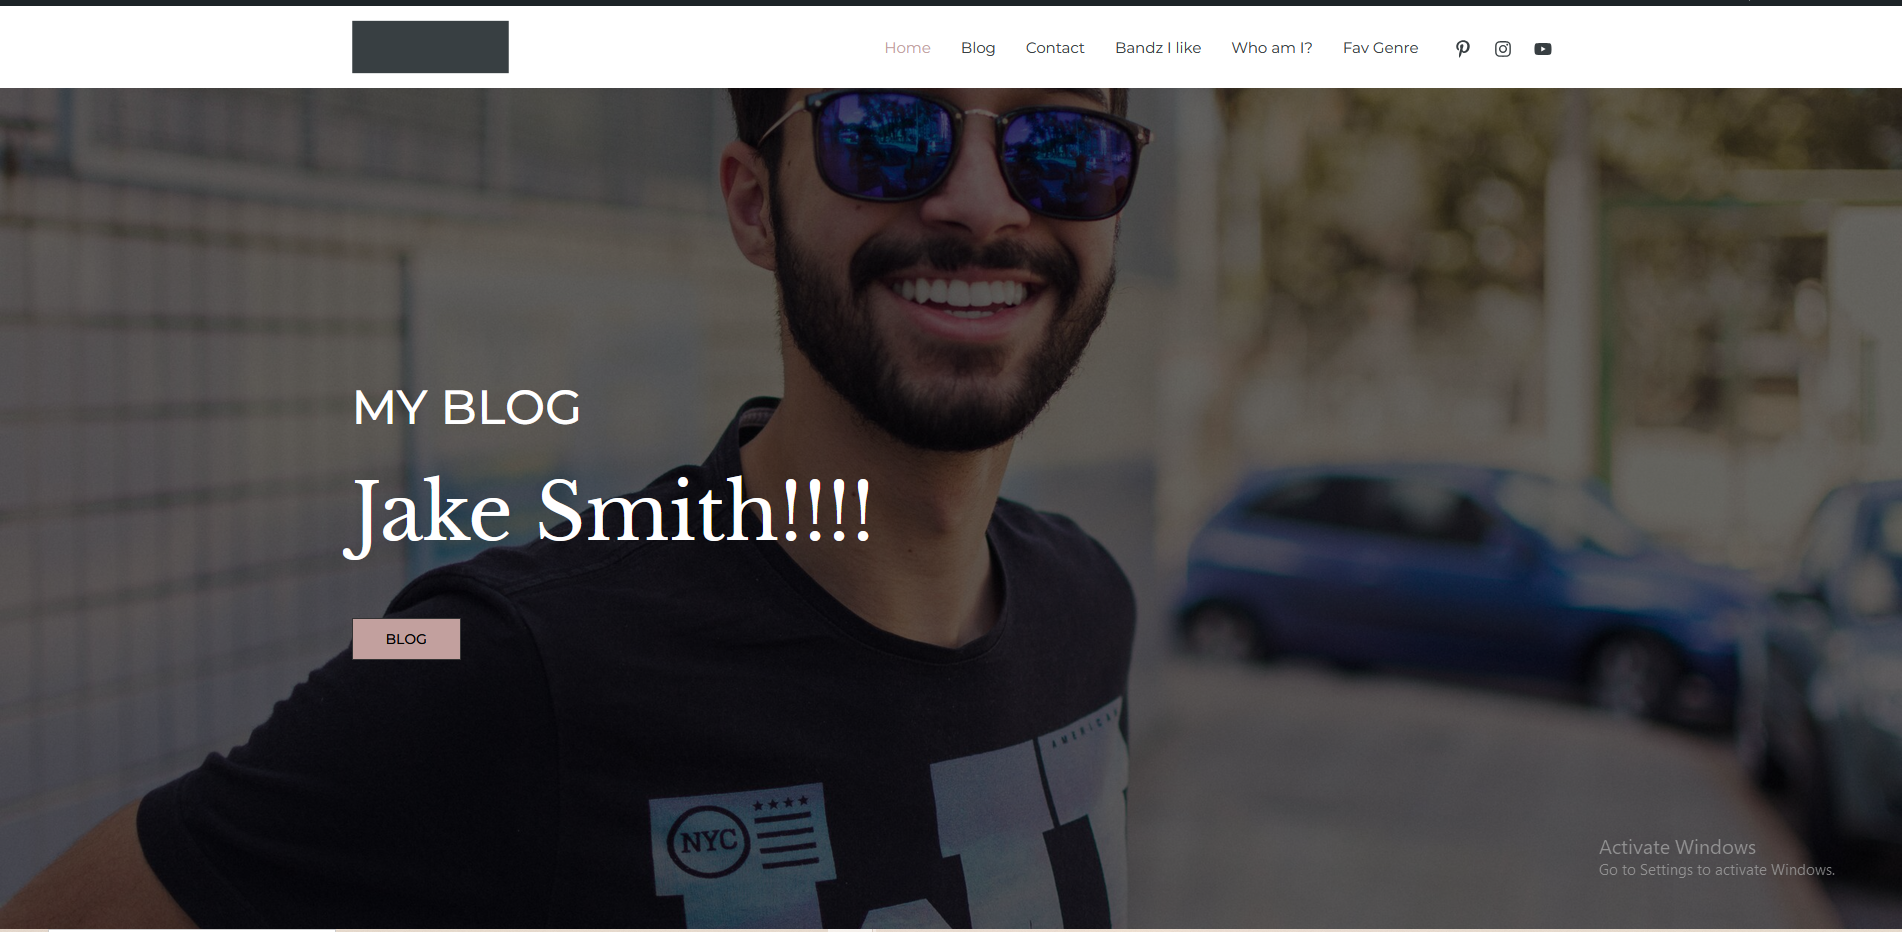 Home Blog Contact Bandz I like Who am I? Fav Genre
MY BLOG
Jake Smith!!!!
BLOG
AMERICAN
NYC
Activate Windows
Go to Settings to activate Windows.